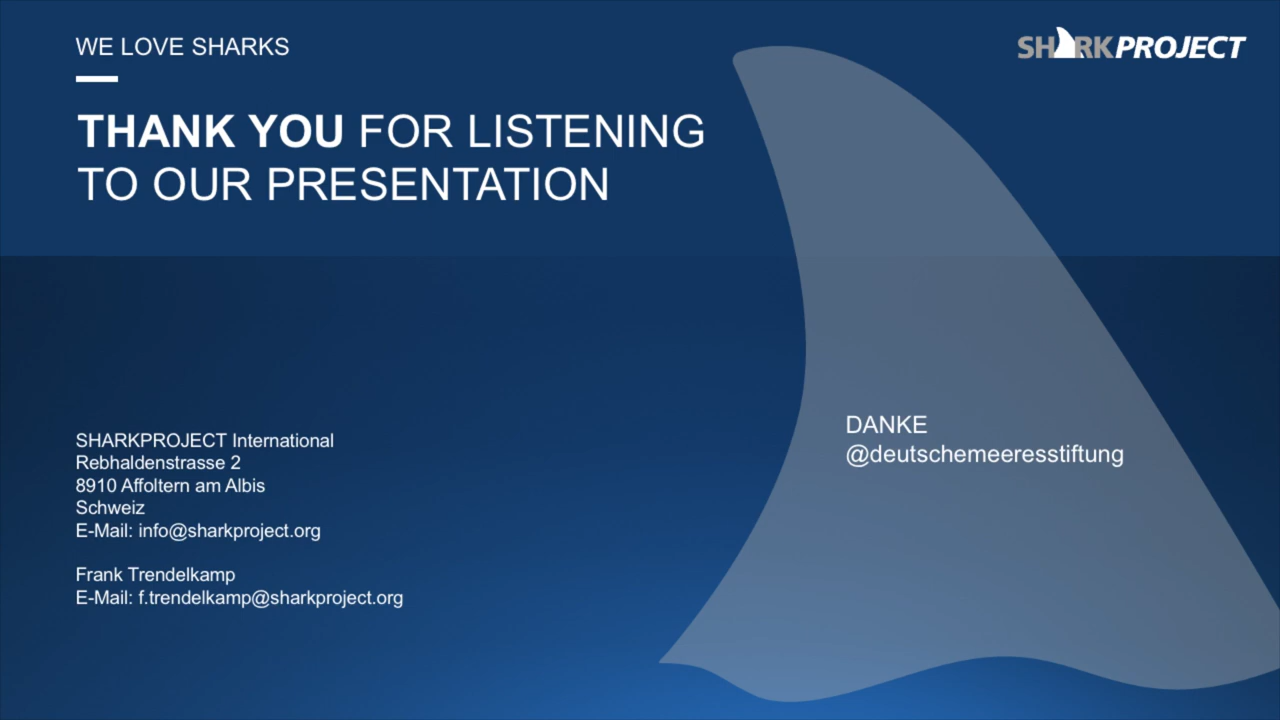 WE LOVE SHARKS
SHARKPROJECT
THANK YOU FOR LISTENING
TO OUR PRESENTATION
DANKE
@deutschemeeresstiftung
SHARKPROJECT International
Rebhaldenstrasse 2
8910 Affoltern am Albis
Schweiz
E-Mail: info@sharkproject.org
Frank Trendelkamp
E-Mail: f.trendelkamp@sharkproject.org